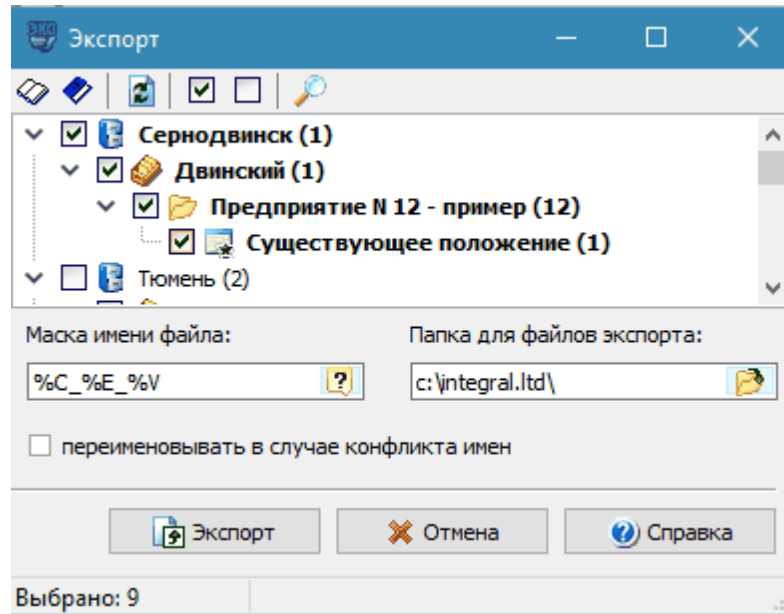 Экспорт
Сернодвинск (1)
Двинский (1)
Предприятие N 12 - пример (12)
Существующее положение (1)
Тюмень (2)
Маска имени файла:
Папка для файлов экспорта:
%C_%E_%V
c:\integral.ltd\
переименовывать в случае конфликта имен
Экспорт
Отмена
Справка
Выбрано: 9